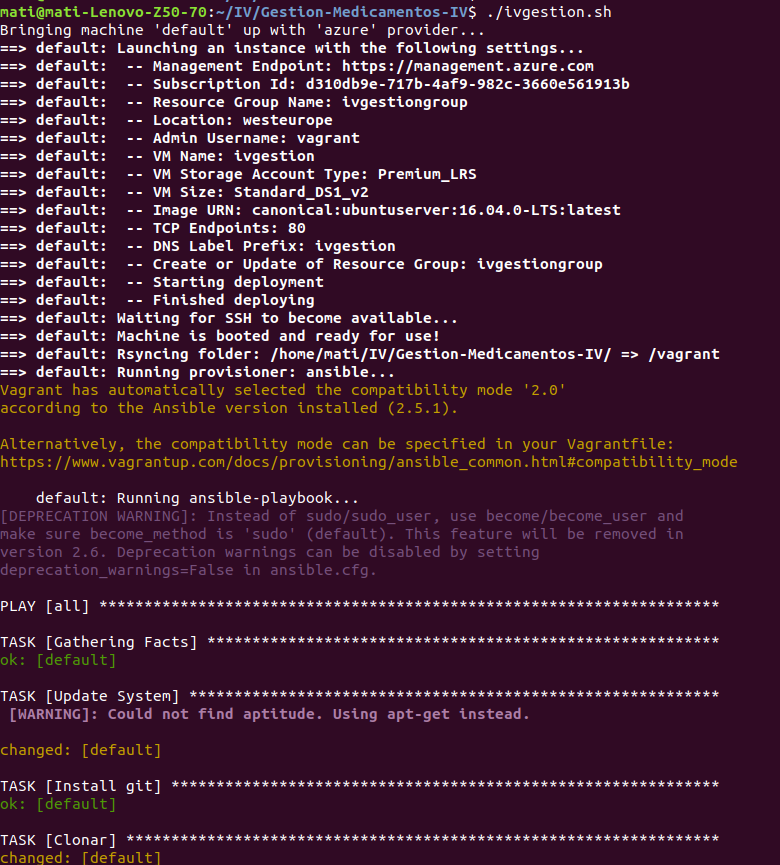 mati@mati-Lenovo-Z50-70:~/IV/Gestion-Medicamentos-IV$ ./ivgestion.sh
Bringing machine 'default' up with 'azure' provider...
==> default: Launching an instance with the following settings...
==> default:  -- Management Endpoint: https://management.azure.com
==> default:  -- Subscription Id: d310db9e-717b-4af9-982c-3660e561913b
==> default:  -- Resource Group Name: ivgestiongroup
==> default:  -- Location: westeurope
==> default:  -- Admin Username: vagrant
==> default:  -- VM Name: ivgestion
==> default:  -- VM Storage Account Type: Premium_LRS
==> default:  -- VM Size: Standard_DS1_v2
==> default:  -- Image URN: canonical:ubuntuserver:16.04.0-LTS:latest
==> default:  -- TCP Endpoints: 80
==> default:  -- DNS Label Prefix: ivgestion
==> default:  -- Create or Update of Resource Group: ivgestiongroup
==> default:  -- Starting deployment
==> default:  -- Finished deploying
==> default: Waiting for SSH to become available...
==> default: Machine is booted and ready for use!
==> default: Rsyncing folder: /home/mati/IV/Gestion-Medicamentos-IV/ => /vagrant
==> default: Running provisioner: ansible...
Vagrant has automatically selected the compatibility mode '2.0'
according to the Ansible version installed (2.5.1).

Alternatively, the compatibility mode can be specified in your Vagrantfile:
https://www.vagrantup.com/docs/provisioning/ansible_common.html#compatibility_mode

    default: Running ansible-playbook...
[DEPRECATION WARNING]: Instead of sudo/sudo_user, use become/become_user and
make sure become_method is 'sudo' (default). This feature will be removed in
version 2.6. Deprecation warnings can be disabled by setting
deprecation_warnings=False in ansible.cfg.

PLAY [all] *********************************************************************

TASK [Gathering Facts] *********************************************************
ok: [default]

TASK [Update System] ***********************************************************
 [WARNING]: Could not find aptitude. Using apt-get instead.

changed: [default]

TASK [Install git] *************************************************************
ok: [default]

TASK [Clonar] ******************************************************************
changed: [default]